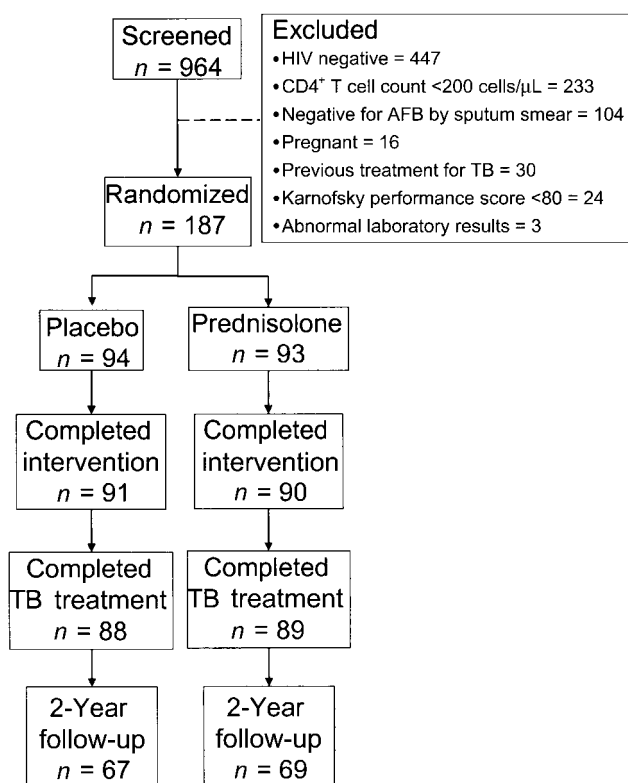 Screened
n = 964
Excluded
•HIV negative = 447
•CD4⁺ T cell count <200 cells/μL = 233
•Negative for AFB by sputum smear = 104
•Pregnant = 16
•Previous treatment for TB = 30
•Karnofsky performance score <80 = 24
•Abnormal laboratory results = 3
Randomized
n = 187
Placebo
n = 94
Prednisolone
n = 93
Completed
intervention
n = 91
Completed
intervention
n = 90
Completed
TB treatment
n = 88
Completed
TB treatment
n = 89
2-Year
follow-up
n = 67
2-Year
follow-up
n = 69